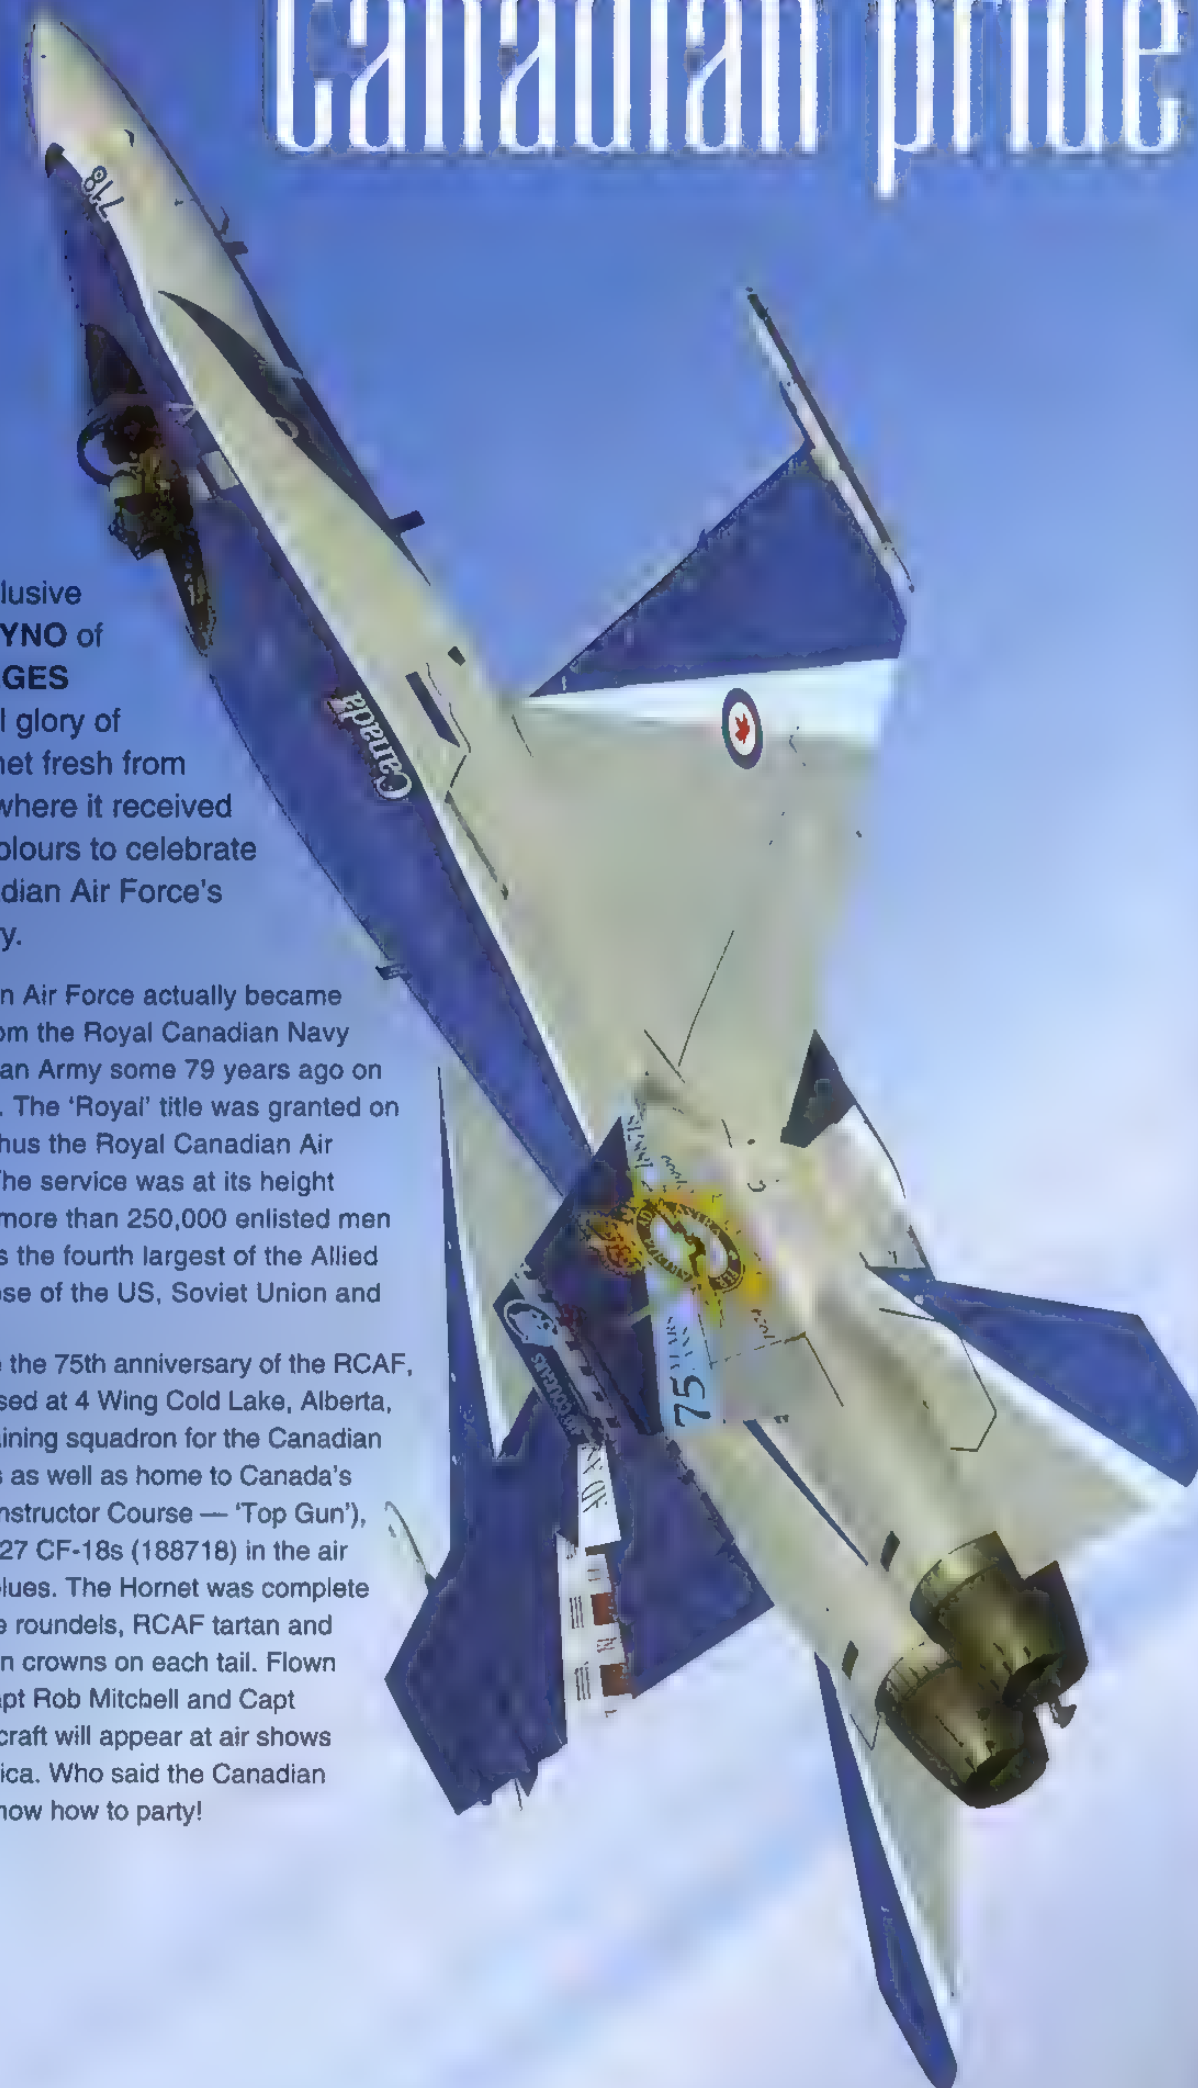 Canadian pride
718
lusive
YNO of
GES
l glory of
net fresh from
where it received
olours to celebrate
dian Air Force's
y.
Canada
n Air Force actually became
om the Royal Canadian Navy
an Army some 79 years ago on
. The ‘Royal’ title was granted on
hus the Royal Canadian Air
he service was at its height
more than 250,000 enlisted men
s the fourth largest of the Allied
ose of the US, Soviet Union and
e the 75th anniversary of the RCAF,
sed at 4 Wing Cold Lake, Alberta,
ining squadron for the Canadian
s as well as home to Canada's
nstructor Course — ‘Top Gun’),
27 CF-18s (188718) in the air
lues. The Hornet was complete
e roundels, RCAF tartan and
n crowns on each tail. Flown
apt Rob Mitchell and Capt
craft will appear at air shows
ica. Who said the Canadian
now how to party!
75 YEARS
COUGARS